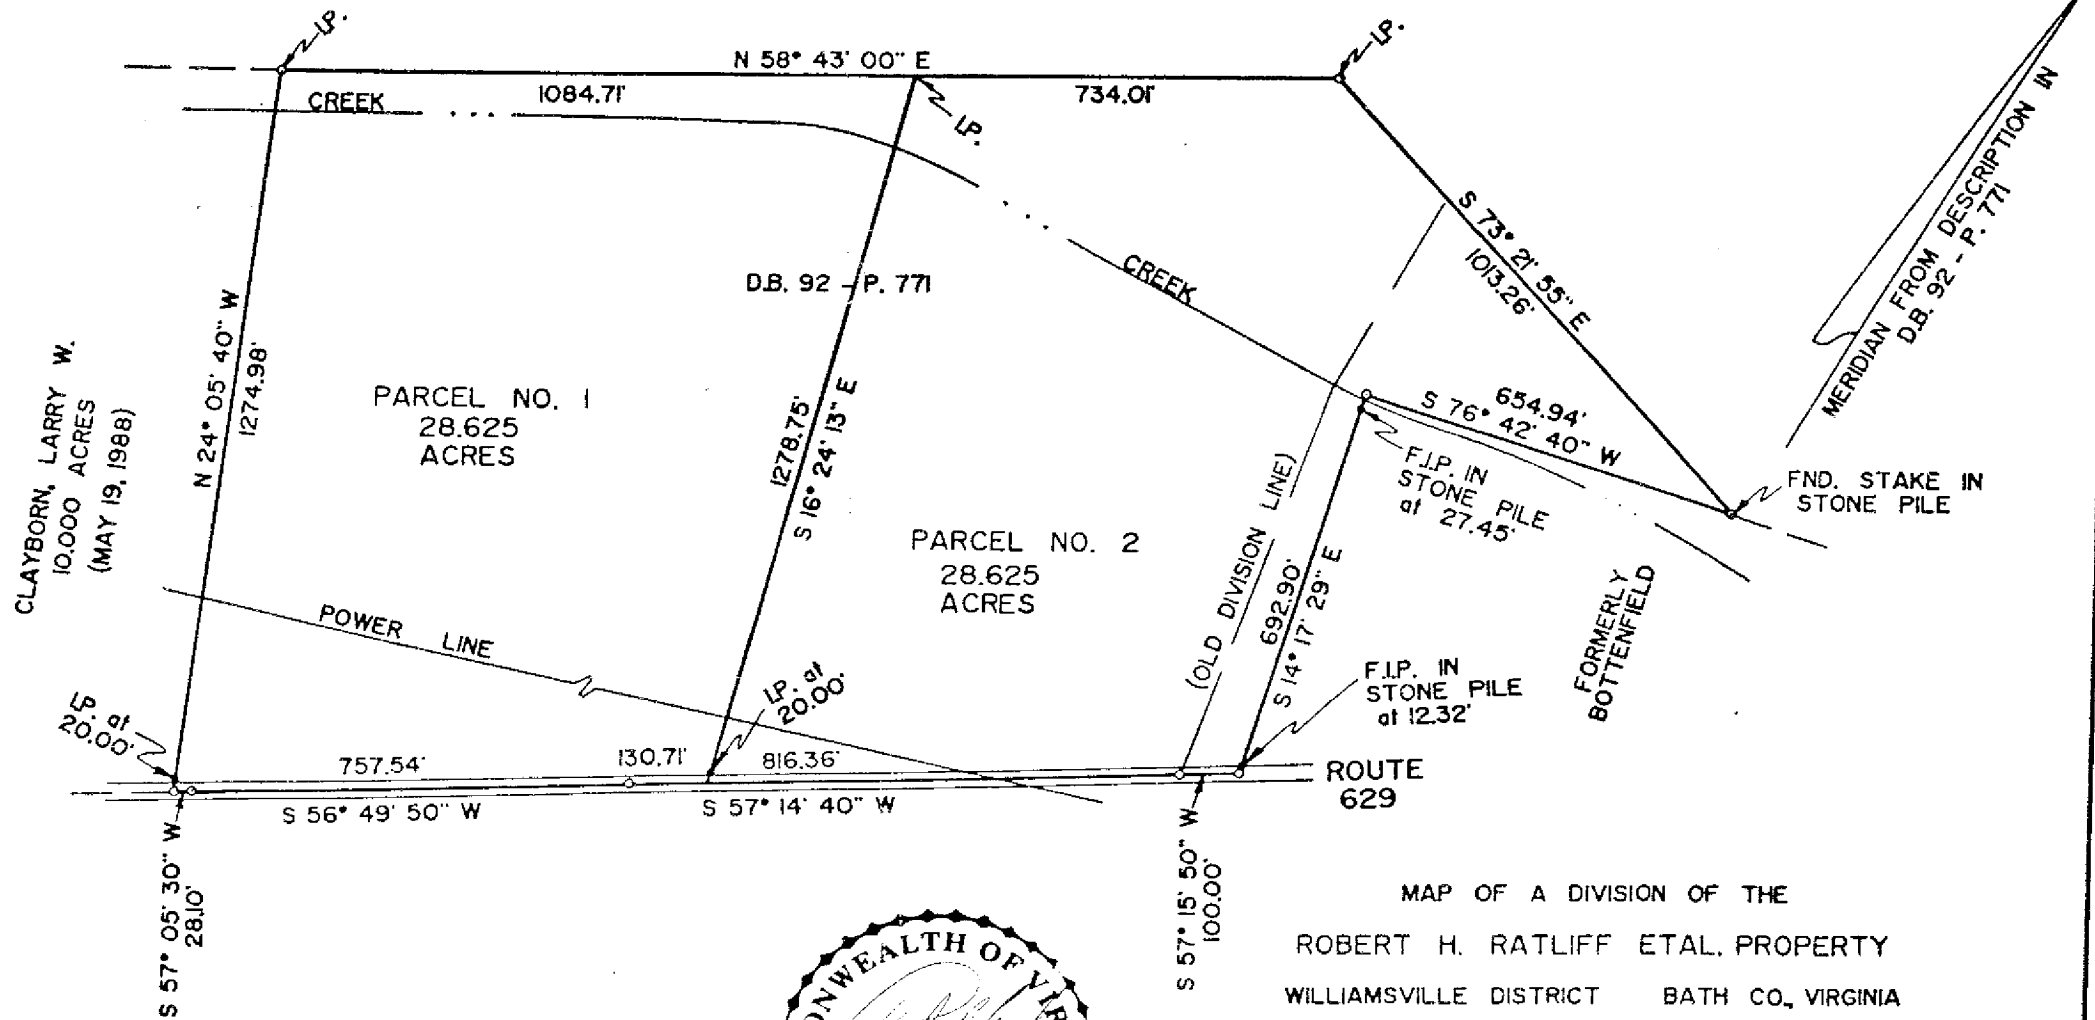 I.P.
I.P.
N 58° 43' 00" E
1084.71'
734.01'
CREEK
I.P.
MERIDIAN FROM DESCRIPTION IN
D.B. 92 - P. 771
S 73° 21' 55" E
1013.26'
CREEK
D.B. 92 - P. 771
N 24° 05' 40" W
1274.98'
CLAYBORN, LARRY W.
10.000 ACRES
(MAY 19, 1988)
PARCEL NO. 1
28.625
ACRES
1278.75'
S 16° 24' 13" E
654.94'
S 76° 42' 40" W
F.I.P. IN
STONE PILE
at 27.45'
FND. STAKE IN
STONE PILE
PARCEL NO. 2
28.625
ACRES
(OLD DIVISION LINE)
692.90'
S 14° 17' 29" E
FORMERLY
BOTTENFIELD
POWER LINE
I.P. at
20.00'
I.P. at
20.00'
F.I.P. IN
STONE PILE
at 12.32'
757.54'
130.71'
816.36'
ROUTE
629
S 56° 49' 50" W
S 57° 14' 40" W
S 57° 05' 30" W
28.10'
S 57° 15' 50" W
100.00'
MAP OF A DIVISION OF THE
ROBERT H. RATLIFF ETAL. PROPERTY
WILLIAMSVILLE DISTRICT BATH CO., VIRGINIA
ONWEALTH OF VIR